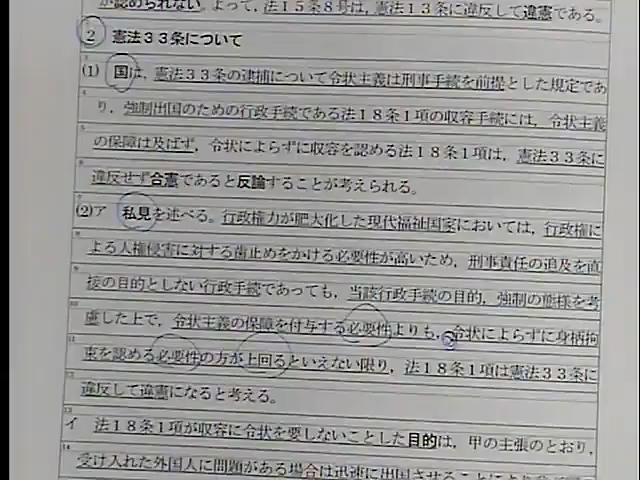 が認められない。よって，法15条8号は，憲法13条に違反して違憲である。
2 憲法33条について
(1) 国は，憲法33条の逮捕について令状主義は刑事手続を前提とした規定であ
り，強制出国のための行政手続である法18条1項の収容手続には，令状主義
の保障は及ばず，令状によらずに収容を認める法18条1項は，憲法33条に
違反せず合憲であると反論することが考えられる。
(2)ア 私見を述べる。行政権力が肥大化した現代福祉国家においては，行政権に
よる人権侵害に対する歯止めをかける必要性が高いため，刑事責任の追及を直
接の目的としない行政手続であっても，当該行政手続の目的，強制の態様を考
慮した上で，令状主義の保障を付与する必要性よりも，令状によらずに身柄拘
束を認める必要性の方が上回るといえない限り，法18条1項は憲法33条に
違反して違憲になると考える。
イ 法18条1項が収容に令状を要しないことした目的は，甲の主張のとおり，
受け入れた外国人に問題がある場合は迅速に出国させることにより